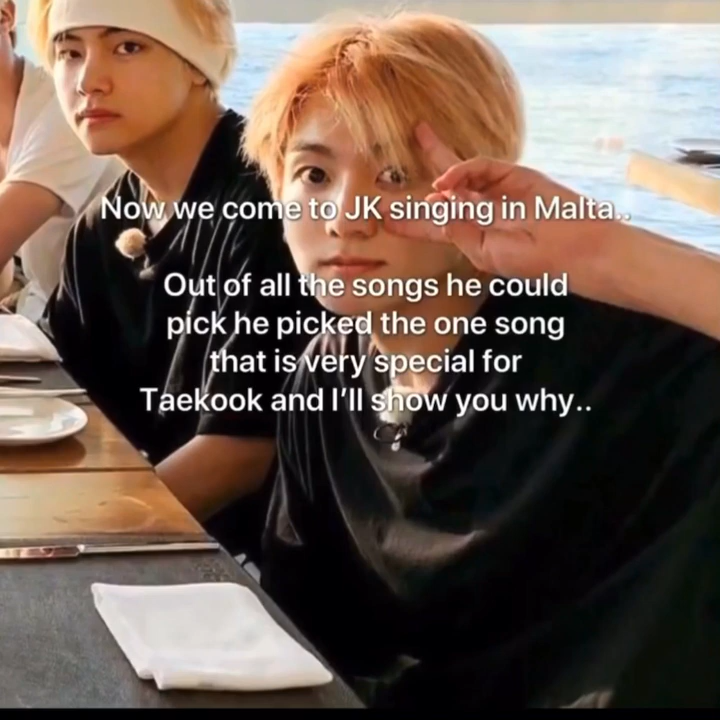 Now we come to JK singing in Malta..
Out of all the songs he could
pick he picked the one song
that is very special for
Taekook and I'll show you why..